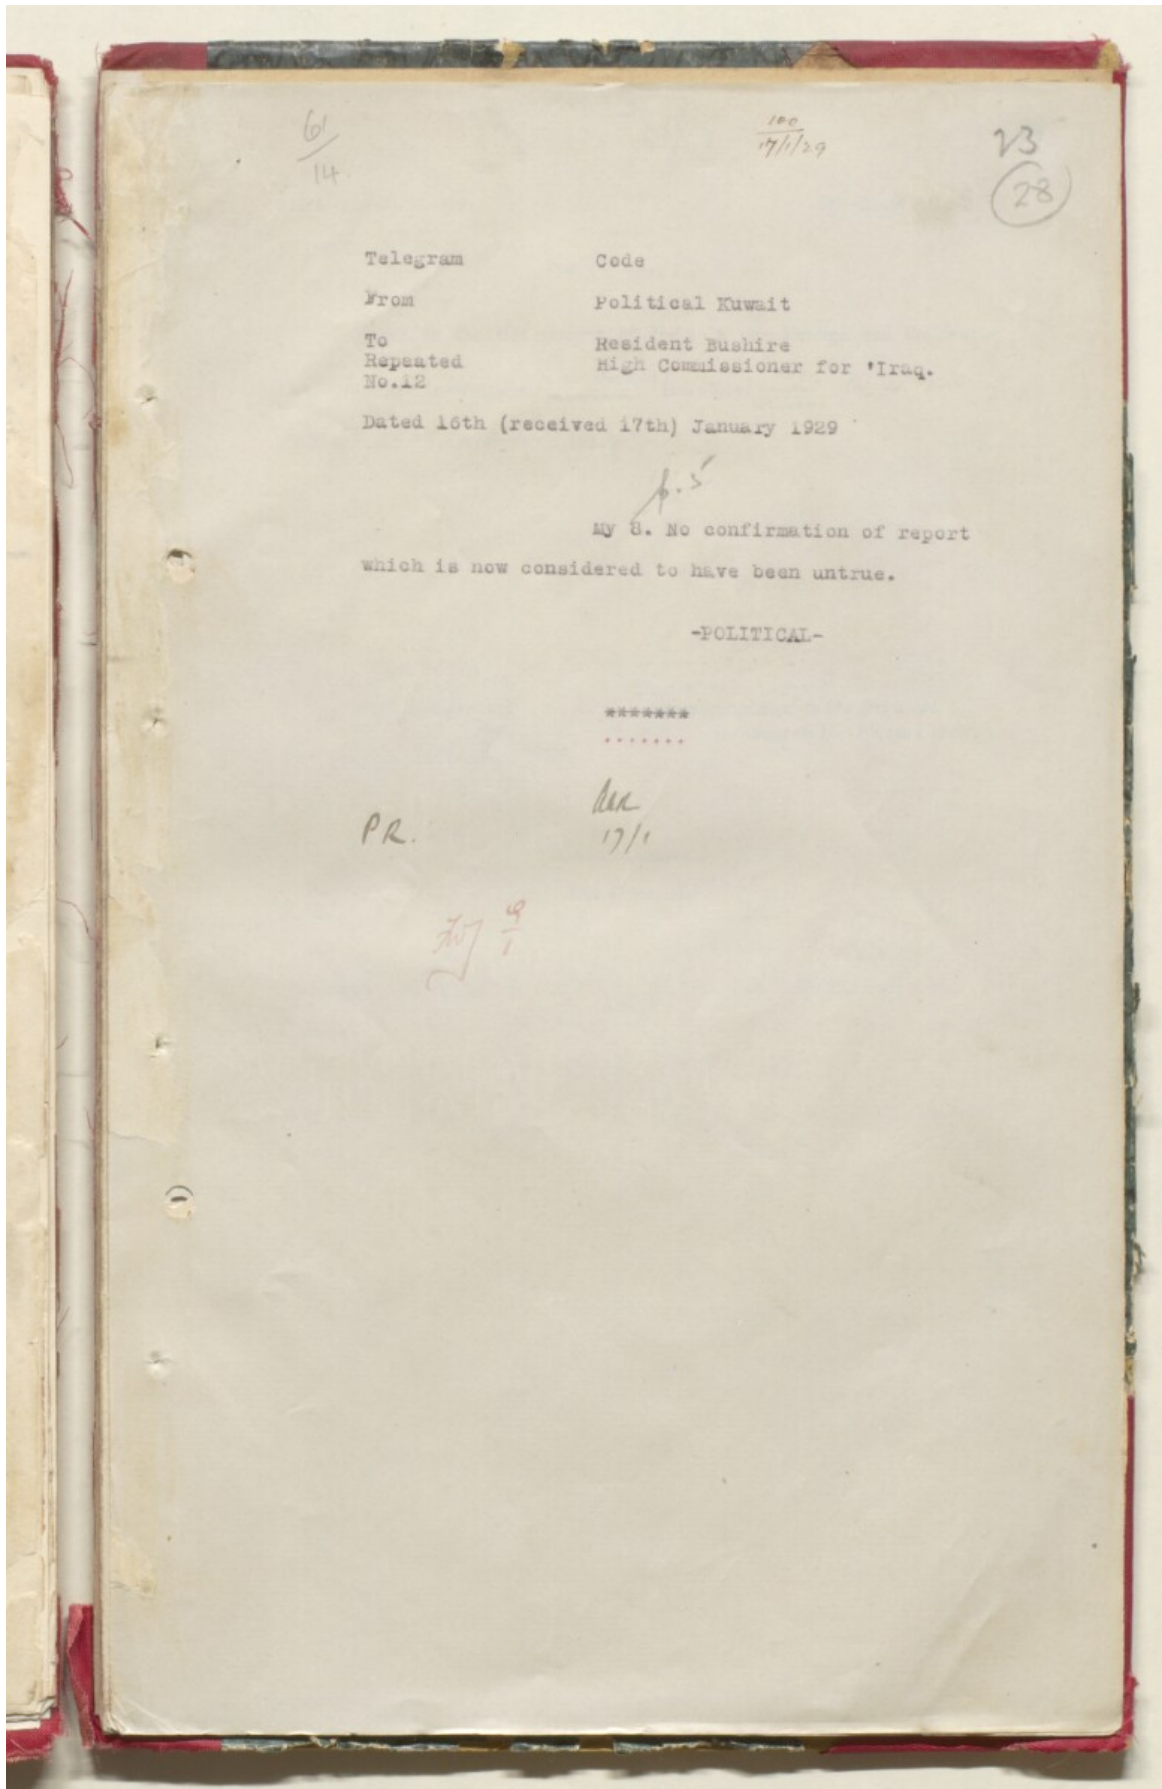 61
14.
100
17/1/29
23
28
Telegram Code
From Political Kuwait
To Resident Bushire
Repeated High Commissioner for 'Iraq.
No.12
Dated 16th (received 17th) January 1929
p.5
My 8. No confirmation of report
which is now considered to have been untrue.
-POLITICAL-
*******
.......
PR.
17/1